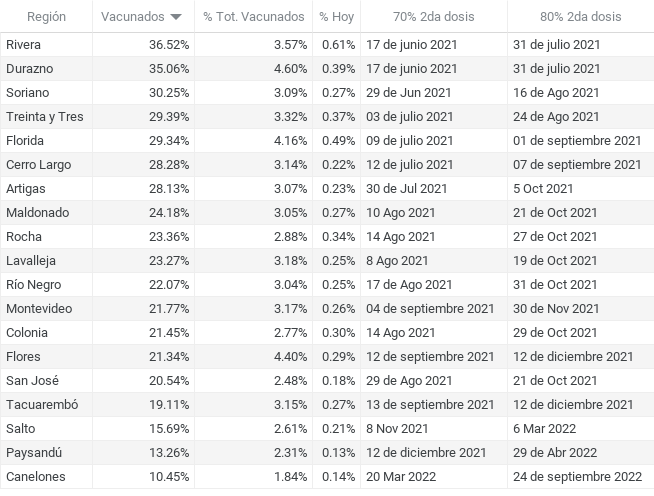 Región Vacunados % Tot. Vacunados % Hoy 70% 2da dosis 80% 2da dosis
Rivera 36.52% 3.57% 0.61% 17 de junio 2021 31 de julio 2021
Durazno 35.06% 4.60% 0.39% 17 de junio 2021 31 de julio 2021
Soriano 30.25% 3.09% 0.27% 29 de Jun 2021 16 de Ago 2021
Treinta y Tres 29.39% 3.32% 0.37% 03 de julio 2021 24 de Ago 2021
Florida 29.34% 4.16% 0.49% 09 de julio 2021 01 de septiembre 2021
Cerro Largo 28.28% 3.14% 0.22% 12 de julio 2021 07 de septiembre 2021
Artigas 28.13% 3.07% 0.23% 30 de Jul 2021 5 Oct 2021
Maldonado 24.18% 3.05% 0.27% 10 Ago 2021 21 de Oct 2021
Rocha 23.36% 2.88% 0.34% 14 Ago 2021 27 de Oct 2021
Lavalleja 23.27% 3.18% 0.25% 8 Ago 2021 19 de Oct 2021
Río Negro 22.07% 3.04% 0.25% 17 de Ago 2021 31 de Oct 2021
Montevideo 21.77% 3.17% 0.26% 04 de septiembre 2021 30 de Nov 2021
Colonia 21.45% 2.77% 0.30% 14 Ago 2021 29 de Oct 2021
Flores 21.34% 4.40% 0.29% 12 de septiembre 2021 12 de diciembre 2021
San José 20.54% 2.48% 0.18% 29 de Ago 2021 21 de Oct 2021
Tacuarembó 19.11% 3.15% 0.27% 13 de septiembre 2021 12 de diciembre 2021
Salto 15.69% 2.61% 0.21% 8 Nov 2021 6 Mar 2022
Paysandú 13.26% 2.31% 0.13% 12 de diciembre 2021 29 de Abr 2022
Canelones 10.45% 1.84% 0.14% 20 Mar 2022 24 de septiembre 2022